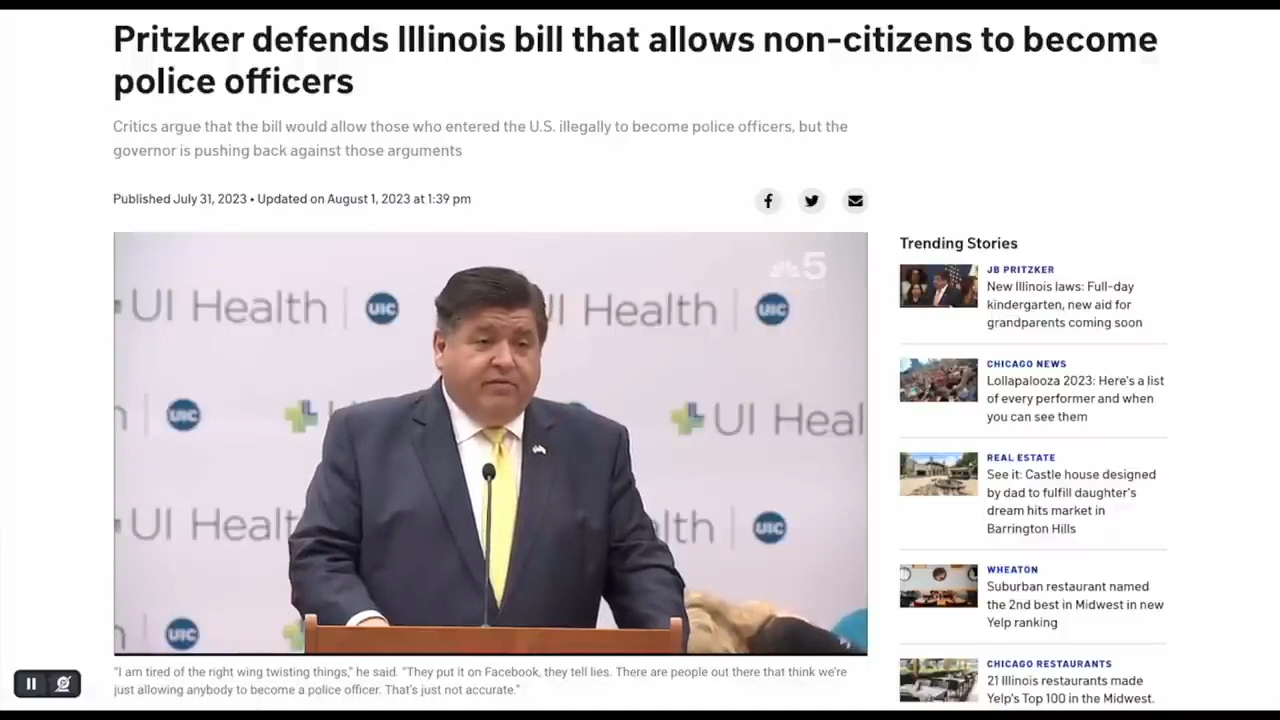 Pritzker defends Illinois bill that allows non-citizens to become
police officers
Critics argue that the bill would allow those who entered the U.S. illegally to become police officers, but the
governor is pushing back against those arguments
Published July 31, 2023 • Updated on August 1, 2023 at 1:39 pm
5
UI Health UIC UI Health UIC
UIC UI Heal
UI Health alth UIC
UIC
"I am tired of the right wing twisting things," he said. "They put it on Facebook, they tell lies. There are people out there that think we're
just allowing anybody to become a police officer. That's just not accurate."
Trending Stories
JB PRITZKER
New Illinois laws: Full-day
kindergarten, new aid for
grandparents coming soon
CHICAGO NEWS
Lollapalooza 2023: Here's a list
of every performer and when
you can see them
REAL ESTATE
See it: Castle house designed
by dad to fulfill daughter's
dream hits market in
Barrington Hills
WHEATON
Suburban restaurant named
the 2nd best in Midwest in new
Yelp ranking
CHICAGO RESTAURANTS
21 Illinois restaurants made
Yelp's Top 100 in the Midwest.